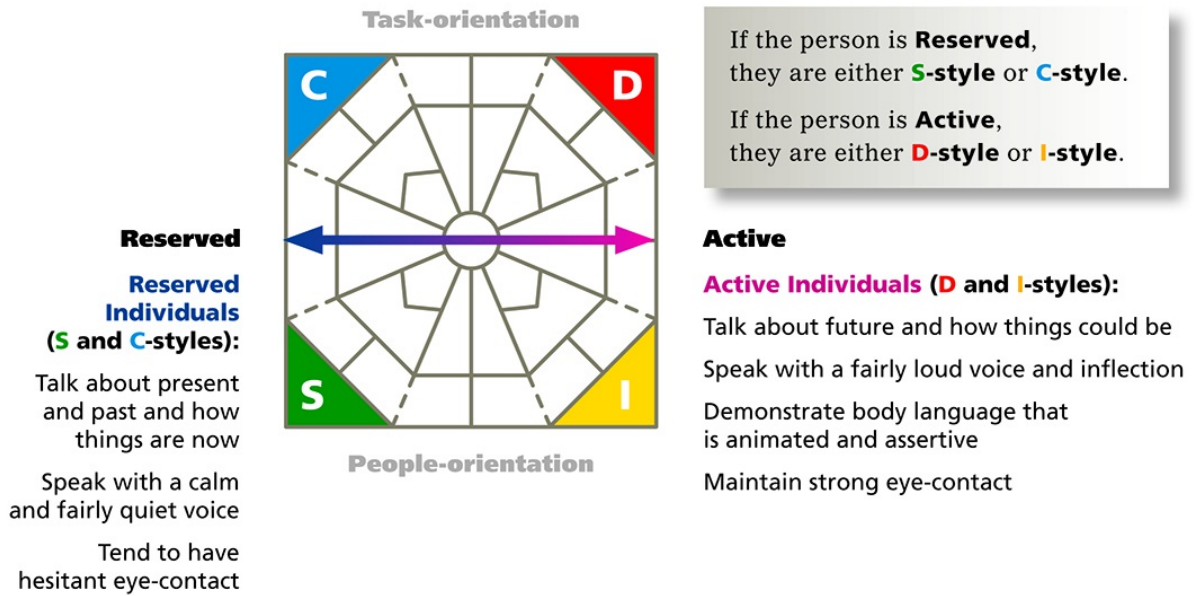 Task-orientation
C
D
If the person is Reserved,
they are either S-style or C-style.
If the person is Active,
they are either D-style or I-style.
Reserved
Reserved
Individuals
(S and C-styles):
Talk about present
and past and how
things are now
Speak with a calm
and fairly quiet voice
Tend to have
hesitant eye-contact
S
I
People-orientation
Active
Active Individuals (D and I-styles):
Talk about future and how things could be
Speak with a fairly loud voice and inflection
Demonstrate body language that
is animated and assertive
Maintain strong eye-contact